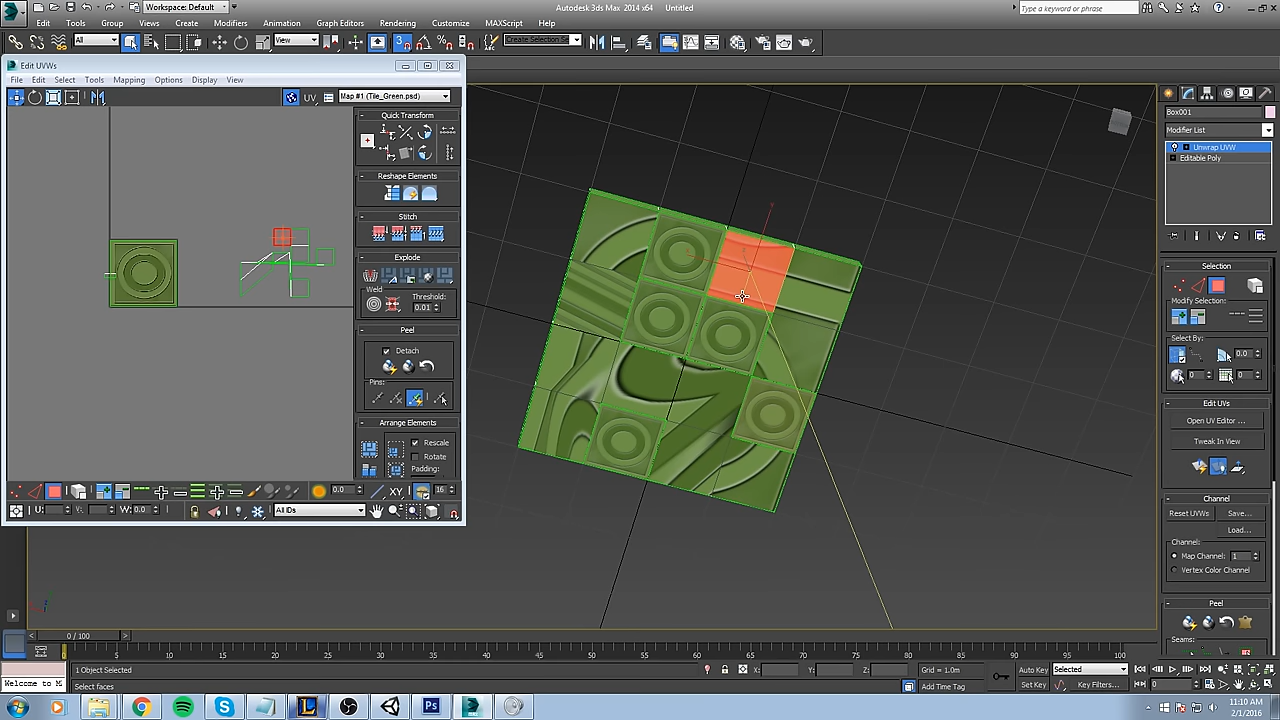 Workspace: Default
Autodesk 3ds Max 2014 x64
Untitled
Type a keyword or phrase
Edit
Tools
Group
Views
Create
Modifiers
Animation
Graph Editors
Rendering
Customize
MAXScript
Help
All
View
Edit UVWs
File
Edit
Select
Tools
Mapping
Options
Display
View
UV
Map #1 (Tile_Green.psd)
Quick Transform
Reshape Elements
Stitch
Explode
Weld
Threshold:
0.01
Peel
Detach
Pins:
Arrange Elements
Rescale
Rotate
Padding:
0.0
XY
16
U:
V:
W: 0.0
All IDs
Box001
Modifier List
Unwrap UVW
Editable Poly
Selection
Modify Selection:
Select By:
0.0
0
0
Edit UVs
Open UV Editor ...
Tweak In View
Channel
Reset UVWs
Save...
Load...
Channel:
Map Channel: 1
Vertex Color Channel
Peel
Seams:
0 / 100
5 10 15 20 25 30 35 40 45 50 55 60 65 70 75 80 85 90 95 100
Welcome to M
1 Object Selected
Select faces
X:
Y:
Z:
Grid = 1.0m
Add Time Tag
Auto Key
Selected
Set Key
Key Filters...
0
11:10 AM
2/1/2016